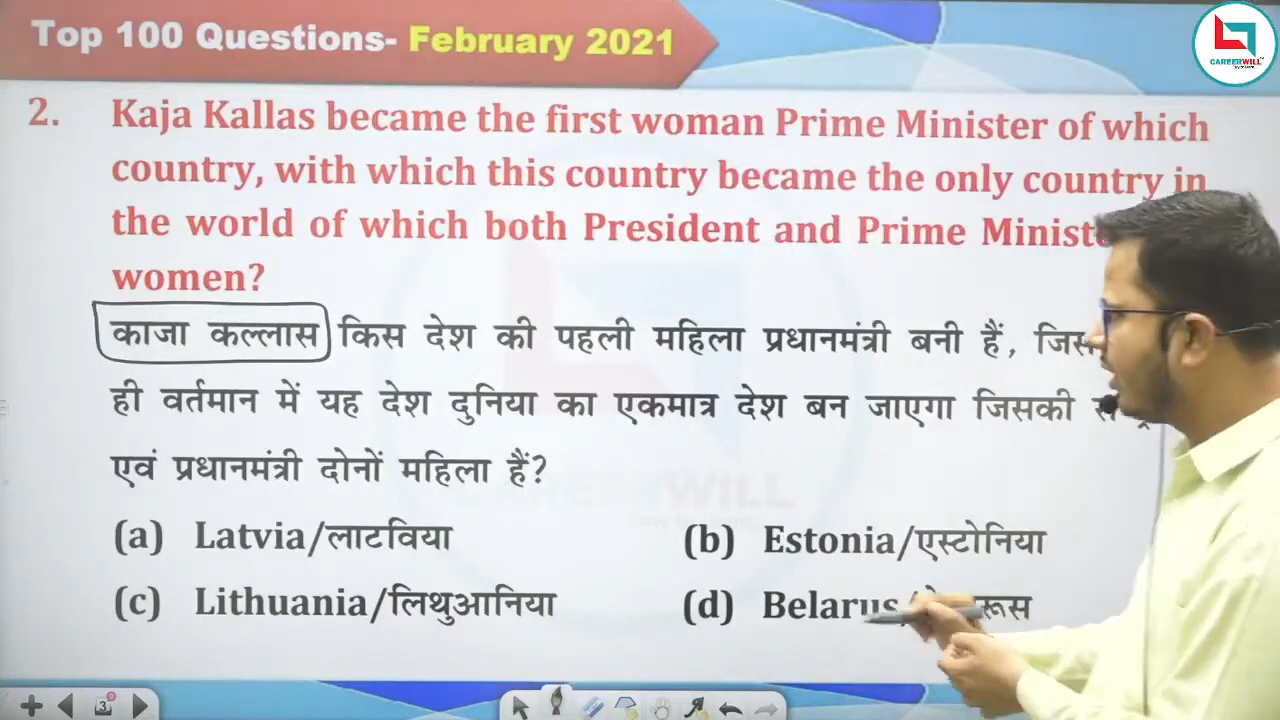 Top 100 Questions- February 2021
CAREERWILL
2. Kaja Kallas became the first woman Prime Minister of which
country, with which this country became the only country in
the world of which both President and Prime
women?
काजा कल्लास किस देश की पहली महिला प्रधानमंत्री बनी हैं,
ही वर्तमान में यह देश दुनिया का एकमात्र देश बन जाएगा जिसकी
एवं प्रधानमंत्री दोनों महिला हैं?
CAREERWILL
(a) Latvia/लाटविया
(b) Estonia/एस्टोनिया
(c) Lithuania/लिथुआनिया
(d) Belarus/
3